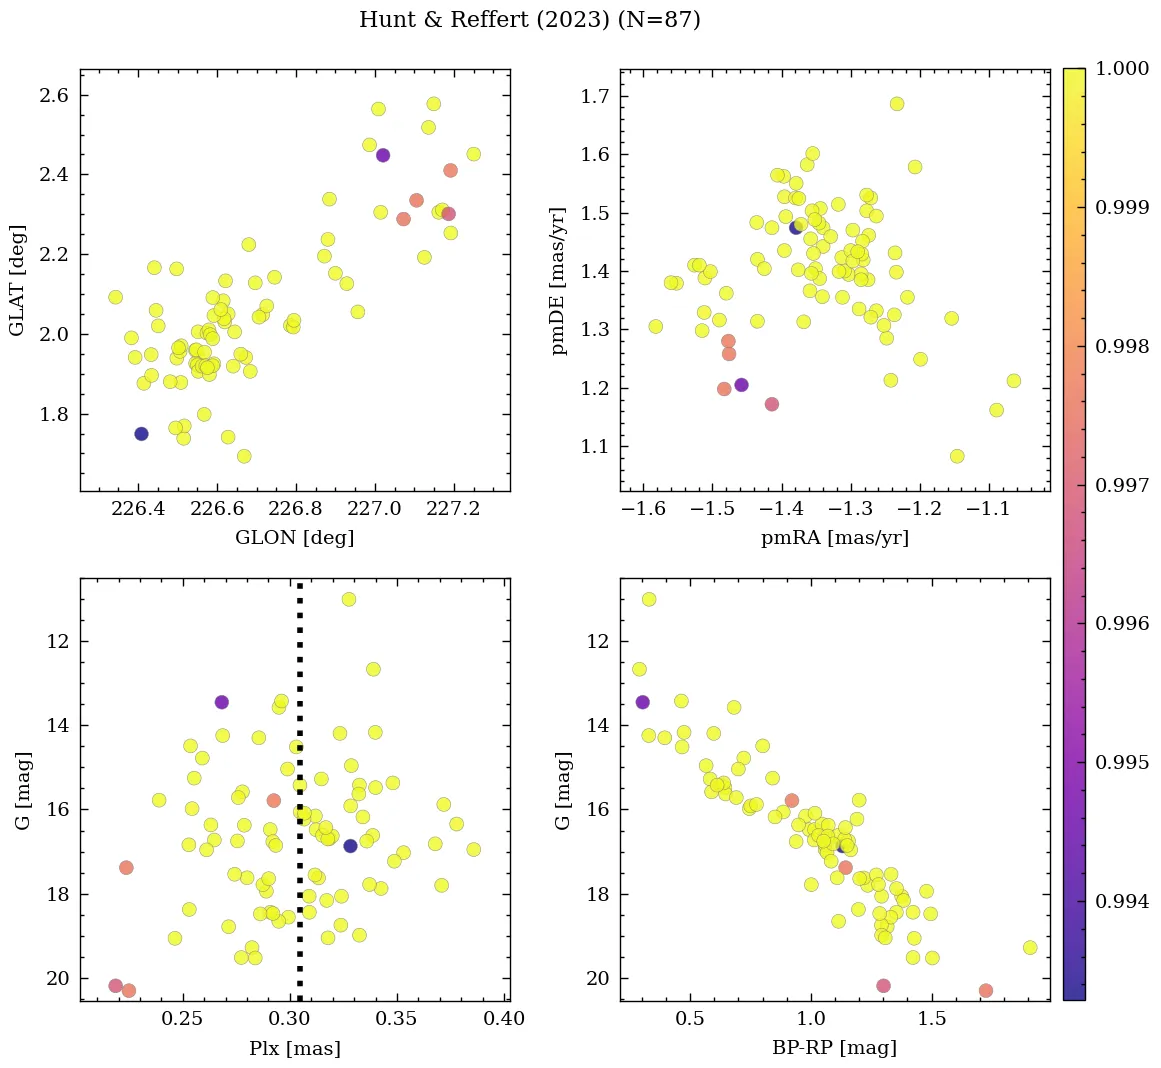 Hunt & Reffert (2023) (N=87)
2.6
2.4
2.2
2.0
1.8
GLAT [deg]
226.4 226.6 226.8 227.0 227.2
GLON [deg]
1.7
1.6
1.5
1.4
1.3
1.2
1.1
pmDE [mas/yr]
−1.6 −1.5 −1.4 −1.3 −1.2 −1.1
pmRA [mas/yr]
12
14
16
18
20
G [mag]
0.25 0.30 0.35 0.40
Plx [mas]
12
14
16
18
20
G [mag]
0.5 1.0 1.5
BP-RP [mag]
1.000
0.999
0.998
0.997
0.996
0.995
0.994